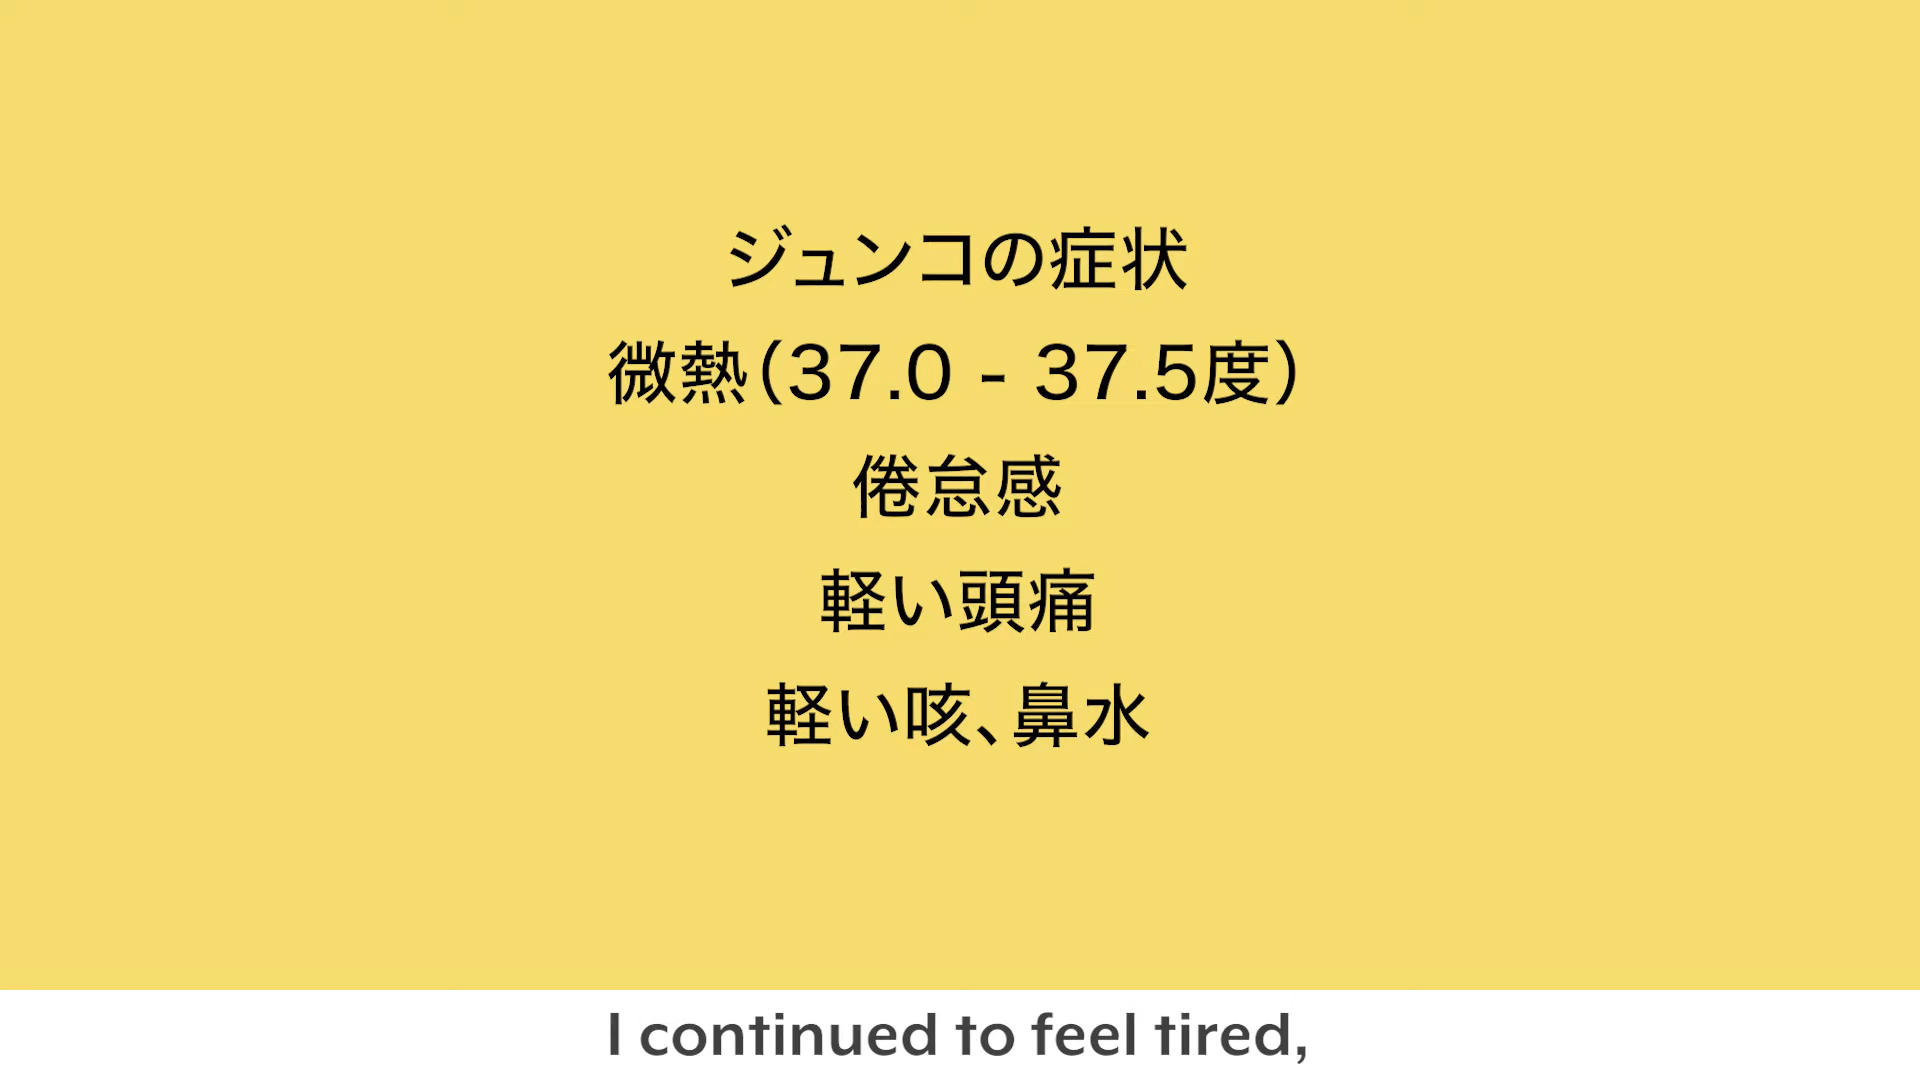 ジュンコの症状
微熱（37.0 - 37.5度）
倦怠感
軽い頭痛
軽い咳、鼻水
I continued to feel tired,